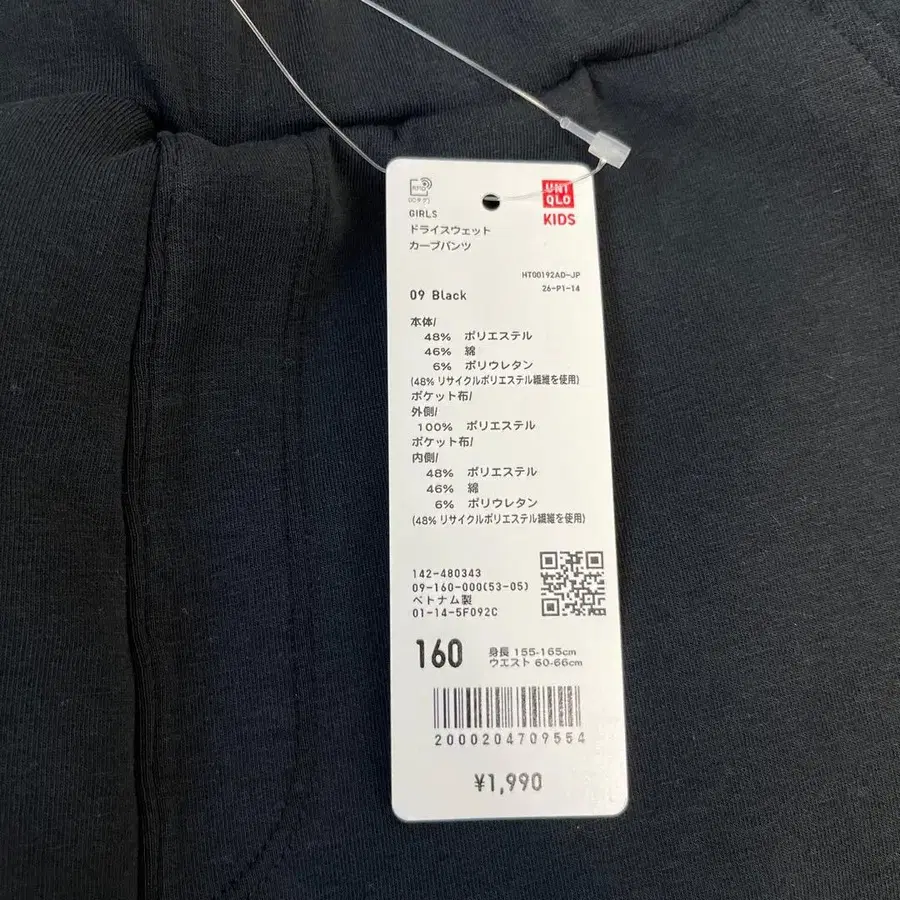 RFID
(ICタグ)
UNI
QLO
KIDS
GIRLS
ドライスウェット
カーブパンツ
HT00192AD-JP
26-P1-14
09 Black
本体/
48% ポリエステル
46% 綿
6% ポリウレタン
(48% リサイクルポリエステル繊維を使用)
ポケット布/
外側/
100% ポリエステル
ポケット布/
内側/
48% ポリエステル
46% 綿
6% ポリウレタン
(48% リサイクルポリエステル繊維を使用)
142-480343
09-160-000(53-05)
ベトナム製
01-14-5F092C
160
身長 155-165cm
ウエスト 60-66cm
2000204709554
¥1,990